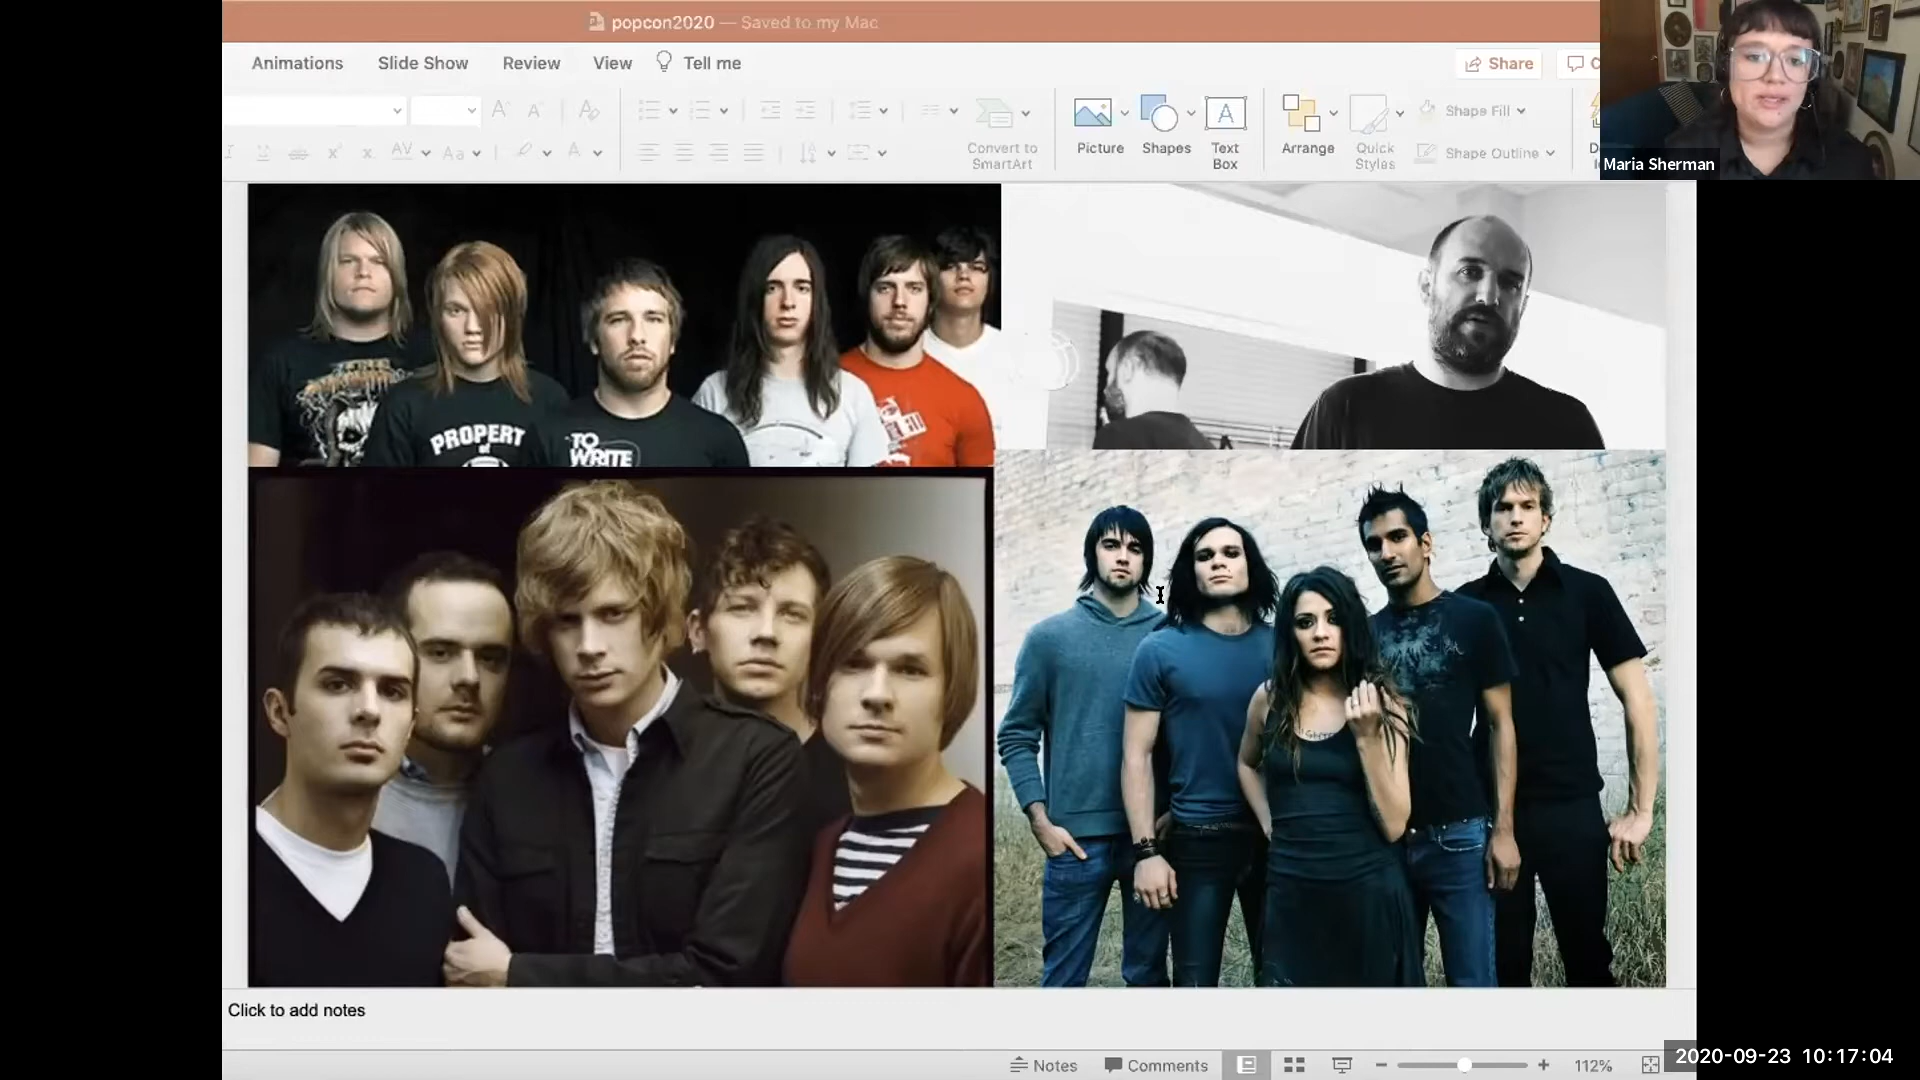 popcon2020 — Saved to my Mac
Animations Slide Show Review View Tell me
Share
Convert to
SmartArt
Picture Shapes Text
Box
Arrange Quick
Styles
Shape Fill
Shape Outline
Maria Sherman
PROPERT
of
TO
WRITE
Click to add notes
Notes Comments 112%
2020-09-23 10:17:04